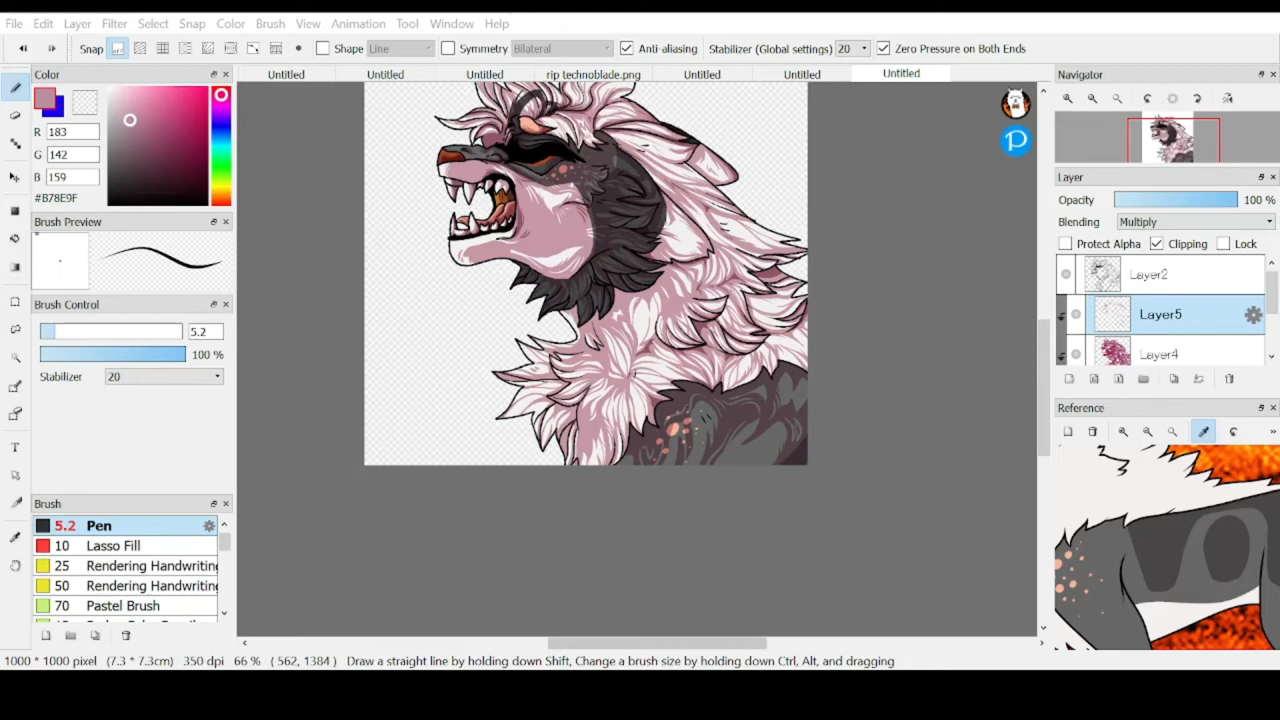 File Edit Layer Filter Select Snap Color Brush View Animation Tool Window Help
Snap Shape Line Symmetry Bilateral Anti-aliasing Stabilizer (Global settings) 20 Zero Pressure on Both Ends
Color
Untitled Untitled Untitled rip technoblade.png Untitled Untitled Untitled
Navigator
R 183
G 142
B 159
#B78E9F
Layer
Opacity 100 %
Blending Multiply
Protect Alpha Clipping Lock
Layer2
Layer5
Layer4
Brush Preview
Brush Control
5.2
100 %
Stabilizer 20
Reference
Brush
5.2 Pen
10 Lasso Fill
25 Rendering Handwriting
50 Rendering Handwriting
70 Pastel Brush
1000 * 1000 pixel (7.3 * 7.3cm) 350 dpi 66 % ( 562, 1384 ) Draw a straight line by holding down Shift, Change a brush size by holding down Ctrl, Alt, and dragging